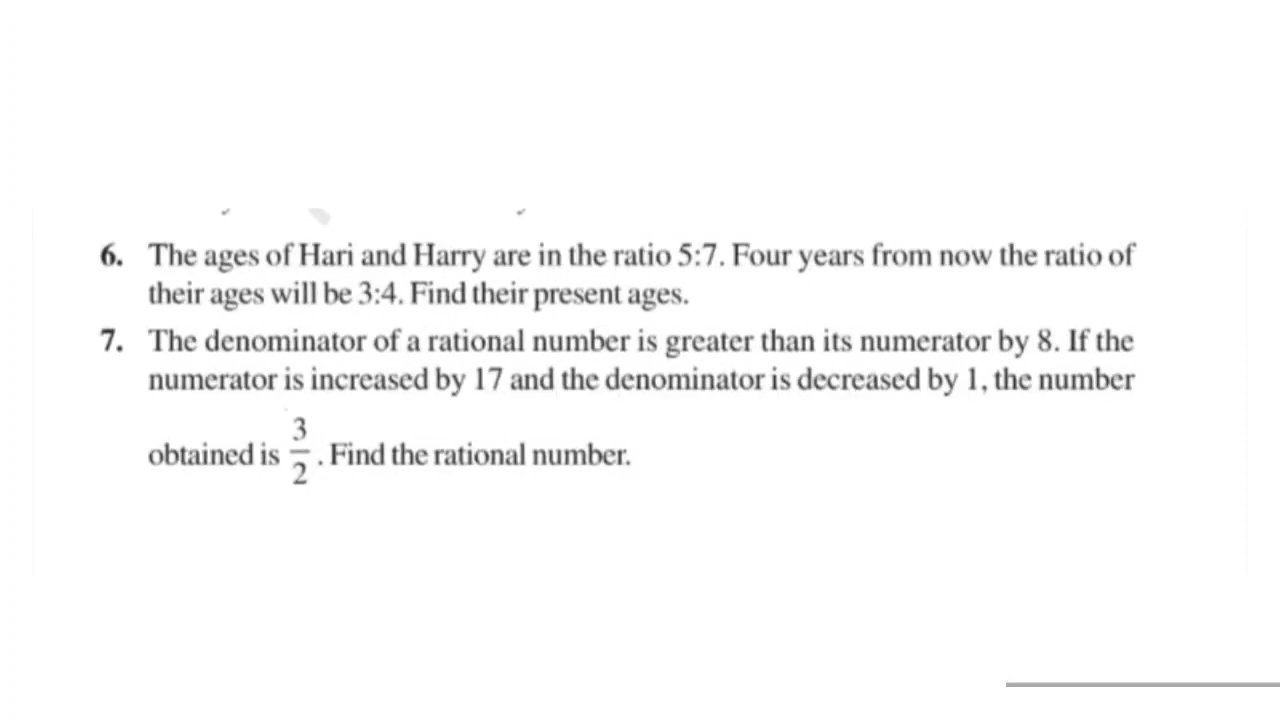 6. The ages of Hari and Harry are in the ratio 5:7. Four years from now the ratio of
their ages will be 3:4. Find their present ages.
7. The denominator of a rational number is greater than its numerator by 8. If the
numerator is increased by 17 and the denominator is decreased by 1, the number
obtained is 3/2. Find the rational number.